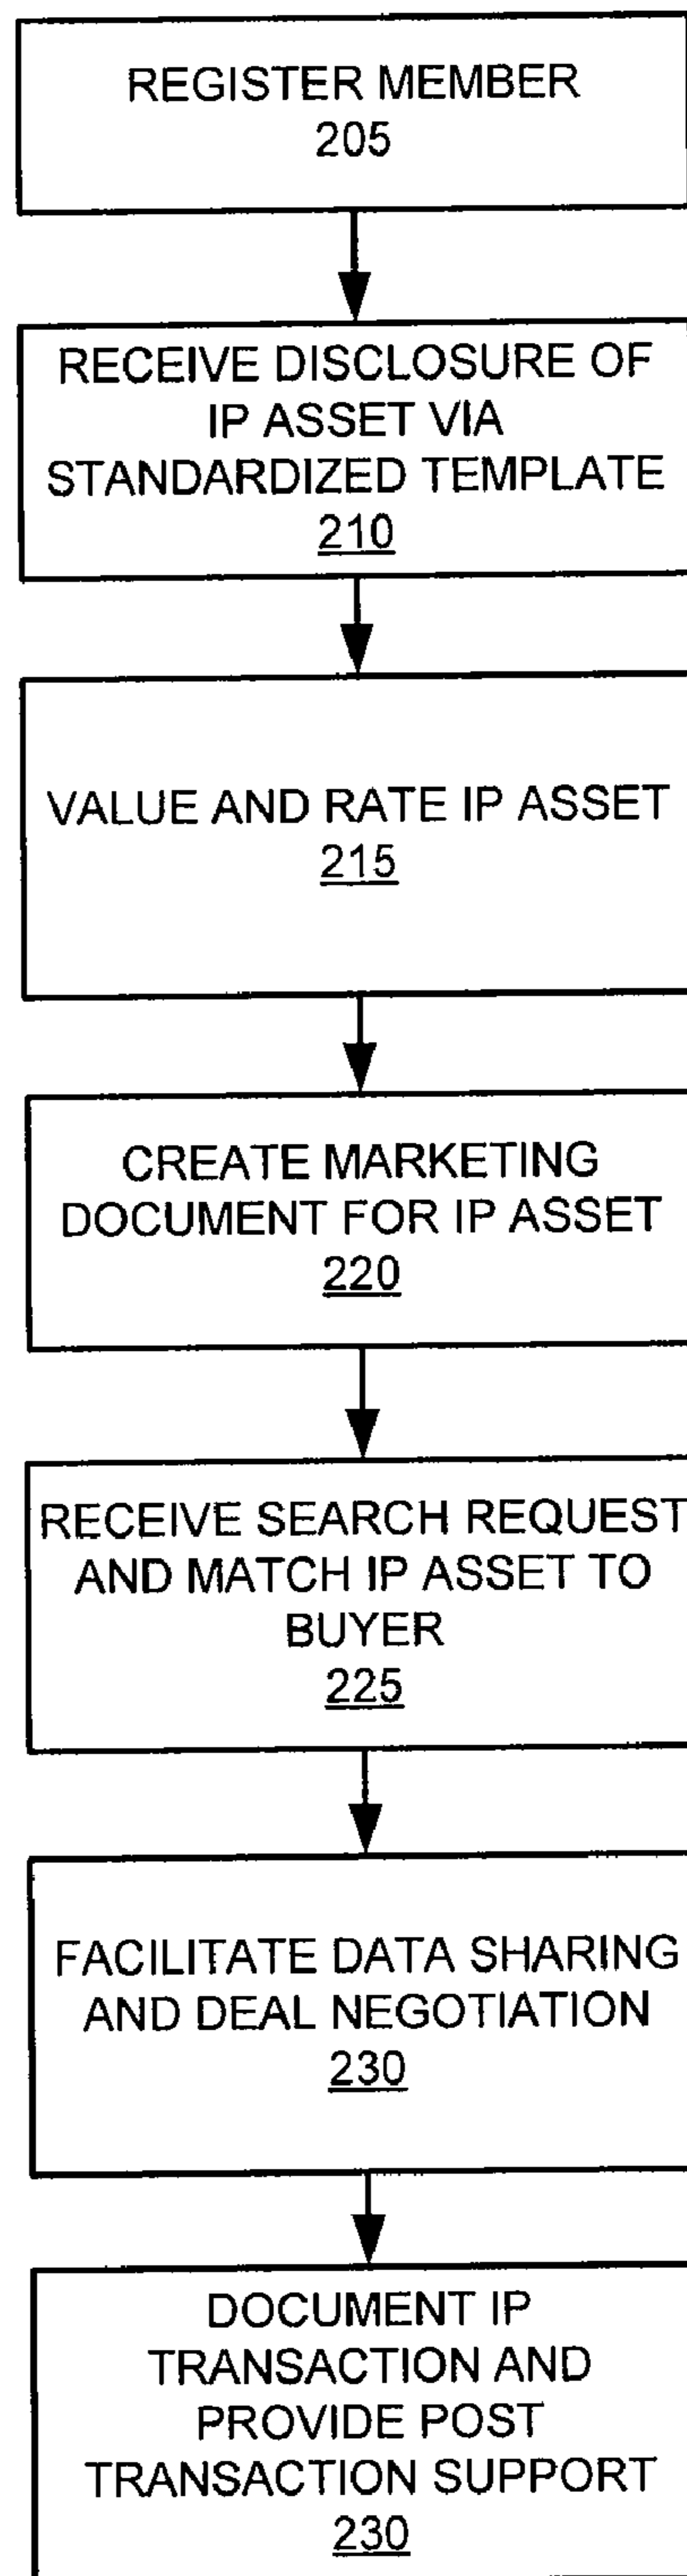 REGISTER MEMBER
205
RECEIVE DISCLOSURE OF
IP ASSET VIA
STANDARDIZED TEMPLATE
210
VALUE AND RATE IP ASSET
215
CREATE MARKETING
DOCUMENT FOR IP ASSET
220
RECEIVE SEARCH REQUEST
AND MATCH IP ASSET TO
BUYER
225
FACILITATE DATA SHARING
AND DEAL NEGOTIATION
230
DOCUMENT IP
TRANSACTION AND
PROVIDE POST
TRANSACTION SUPPORT
230